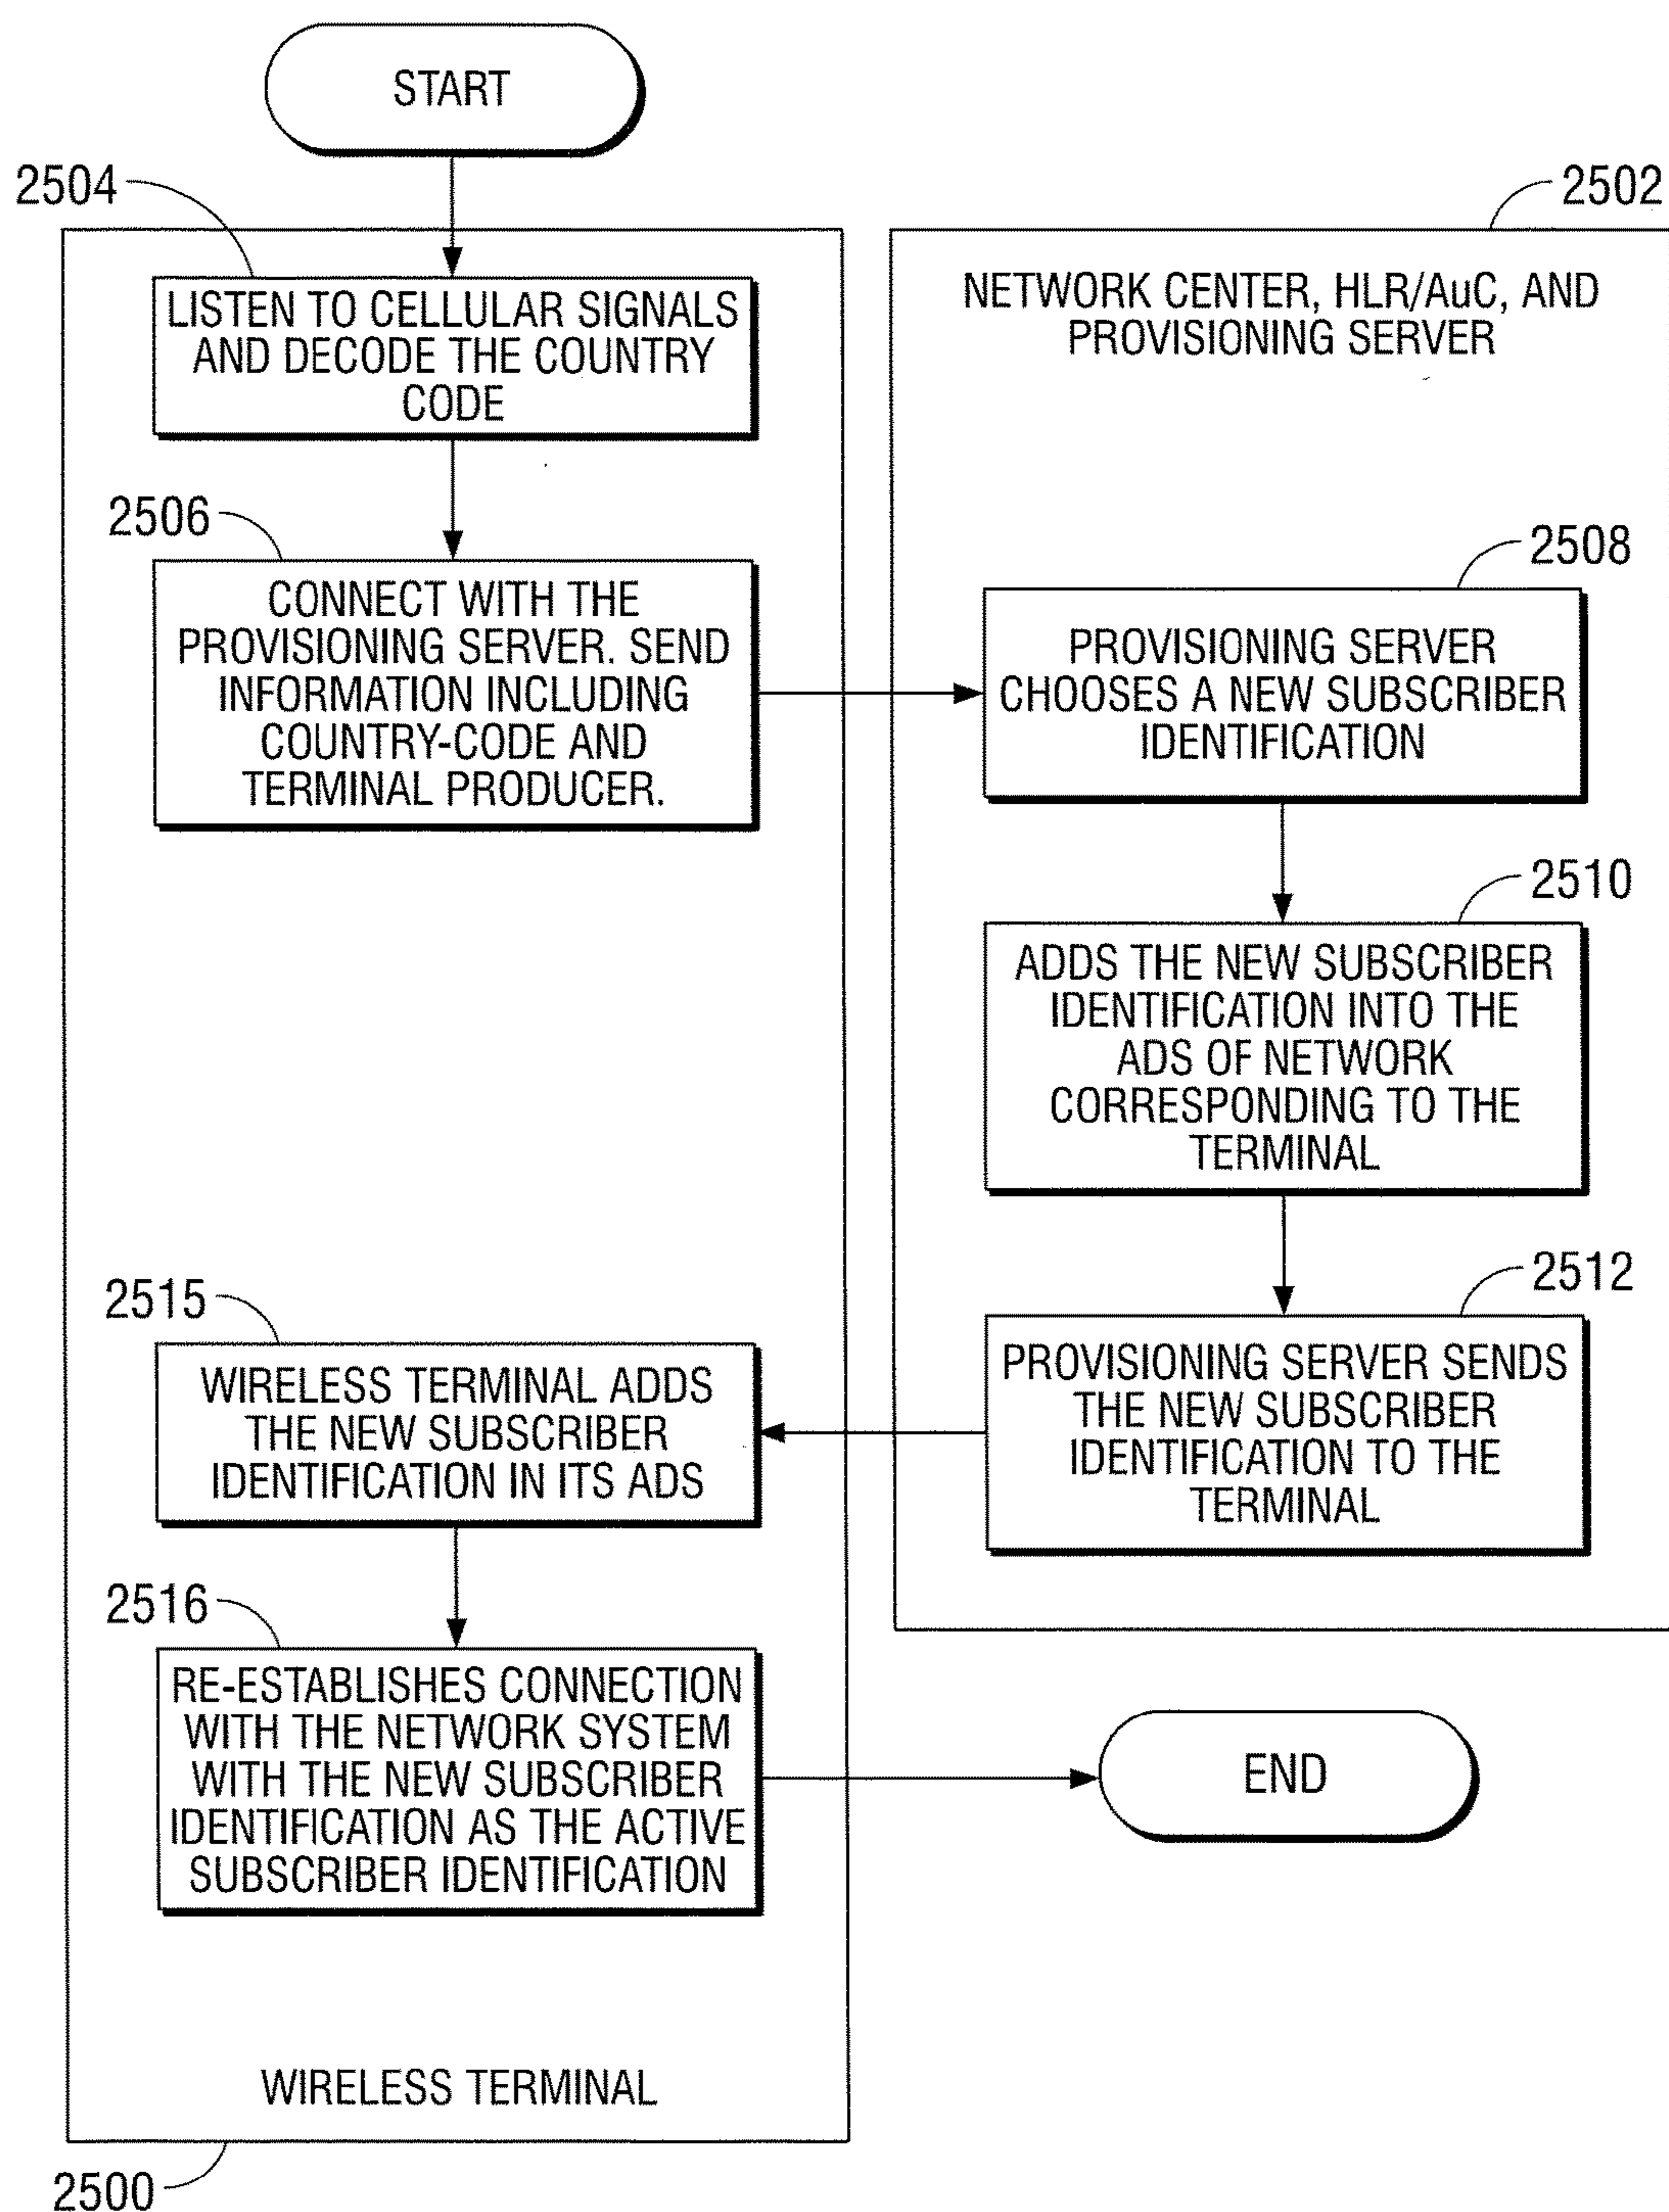 START
2504
2502
LISTEN TO CELLULAR SIGNALS
AND DECODE THE COUNTRY
CODE
NETWORK CENTER, HLR/AuC, AND
PROVISIONING SERVER
2506
CONNECT WITH THE
PROVISIONING SERVER. SEND
INFORMATION INCLUDING
COUNTRY-CODE AND
TERMINAL PRODUCER.
2508
PROVISIONING SERVER
CHOOSES A NEW SUBSCRIBER
IDENTIFICATION
2510
ADDS THE NEW SUBSCRIBER
IDENTIFICATION INTO THE
ADS OF NETWORK
CORRESPONDING TO THE
TERMINAL
2512
PROVISIONING SERVER SENDS
THE NEW SUBSCRIBER
IDENTIFICATION TO THE
TERMINAL
2515
WIRELESS TERMINAL ADDS
THE NEW SUBSCRIBER
IDENTIFICATION IN ITS ADS
2516
RE-ESTABLISHES CONNECTION
WITH THE NETWORK SYSTEM
WITH THE NEW SUBSCRIBER
IDENTIFICATION AS THE ACTIVE
SUBSCRIBER IDENTIFICATION
END
WIRELESS TERMINAL
2500